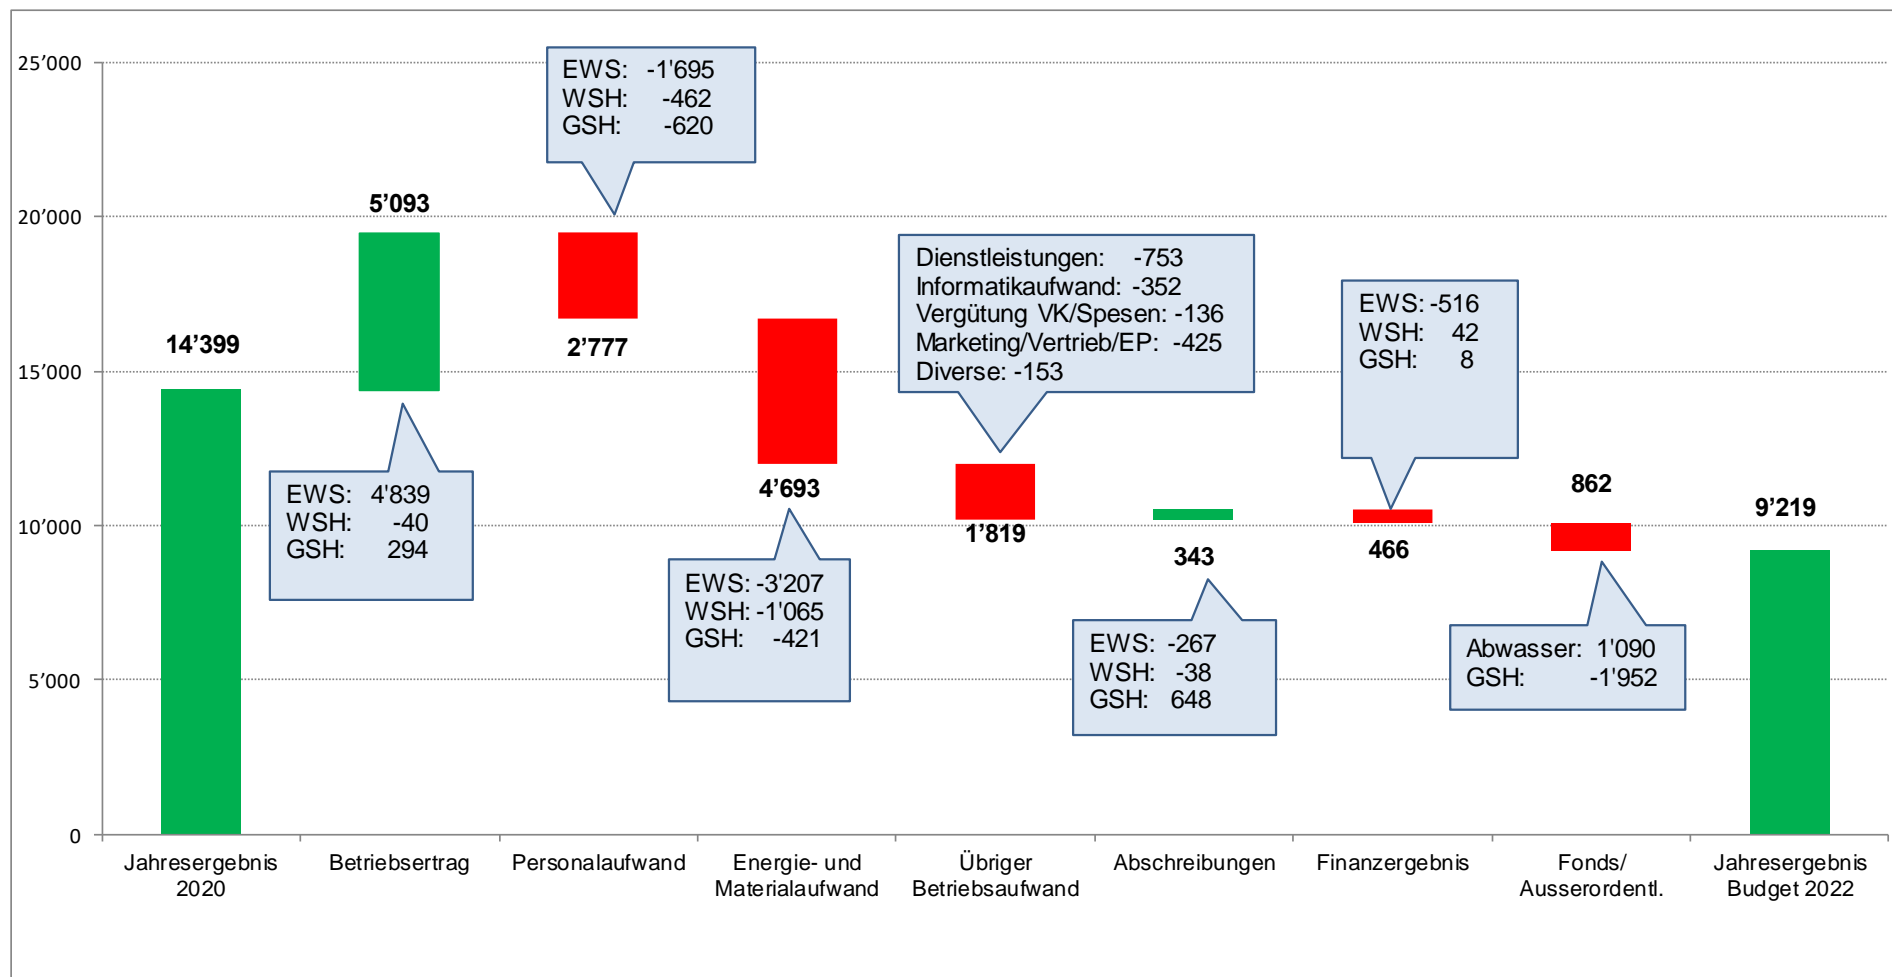 25’000
20’000
15’000
10’000
5’000
0
14’399
5’093
EWS: 4'839
WSH: -40
GSH: 294
EWS: -1'695
WSH: -462
GSH: -620
2’777
4’693
EWS: -3'207
WSH: -1'065
GSH: -421
Dienstleistungen: -753
Informatikaufwand: -352
Vergütung VK/Spesen: -136
Marketing/Vertrieb/EP: -425
Diverse: -153
1’819
343
EWS: -267
WSH: -38
GSH: 648
EWS: -516
WSH: 42
GSH: 8
466
862
Abwasser: 1'090
GSH: -1'952
9’219
Jahresergebnis
2020
Betriebsertrag
Personalaufwand
Energie- und
Materialaufwand
Übriger
Betriebsaufwand
Abschreibungen
Finanzergebnis
Fonds/
Ausserordentl.
Jahresergebnis
Budget 2022